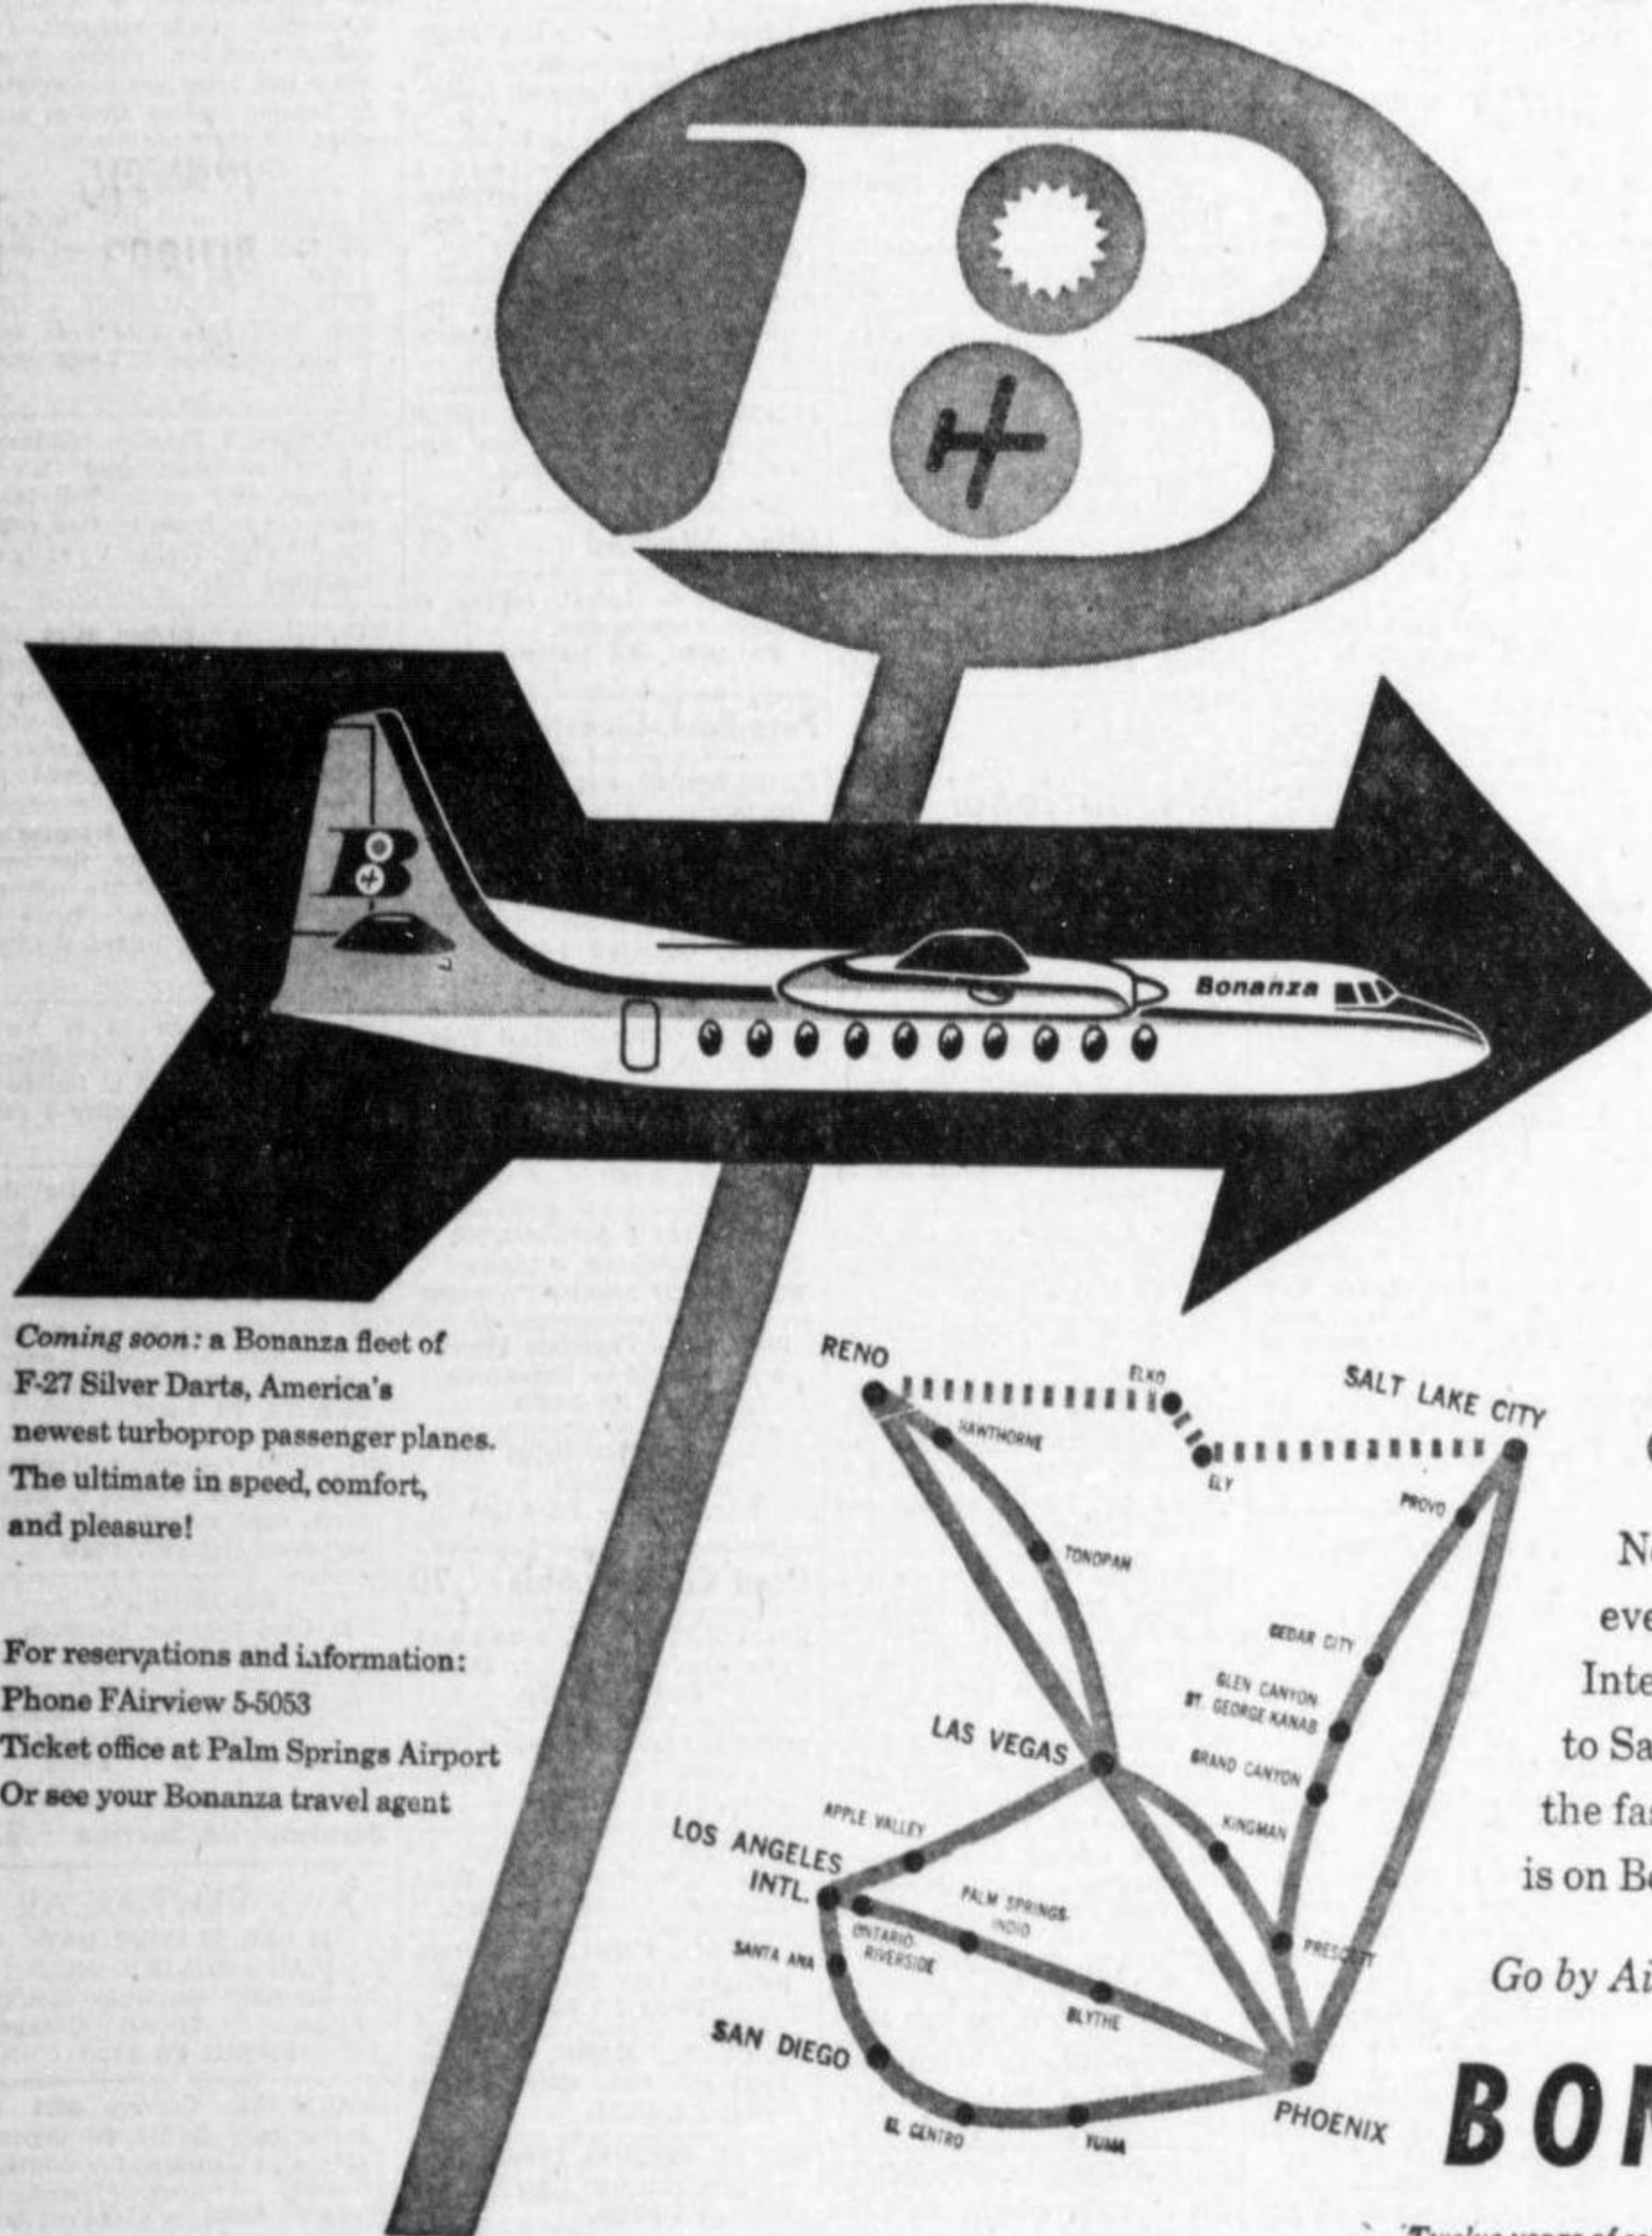 B
B
Bonanza
Coming soon: a Bonanza fleet of
F-27 Silver Darts, America's
newest turboprop passenger planes.
The ultimate in speed, comfort,
and pleasure!
For reservations and information:
Phone FAirview 5-5053
Ticket office at Palm Springs Airport
Or see your Bonanza travel agent
RENO
ELKO
SALT LAKE CITY
HAWTHORNE
ELY
PROVO
TONOPAH
CEDAR CITY
GLEN CANYON
ST. GEORGE-KANAB
LAS VEGAS
GRAND CANYON
KINGMAN
APPLE VALLEY
LOS ANGELES
INTL.
PALM SPRINGS-
INDIO
ONTARIO-
RIVERSIDE
PRESCOTT
SANTA ANA
BLYTHE
SAN DIEGO
EL CENTRO
YUMA
PHOENIX
eve
Inte
to Sa
the fa
is on B
Go by Ai
BON